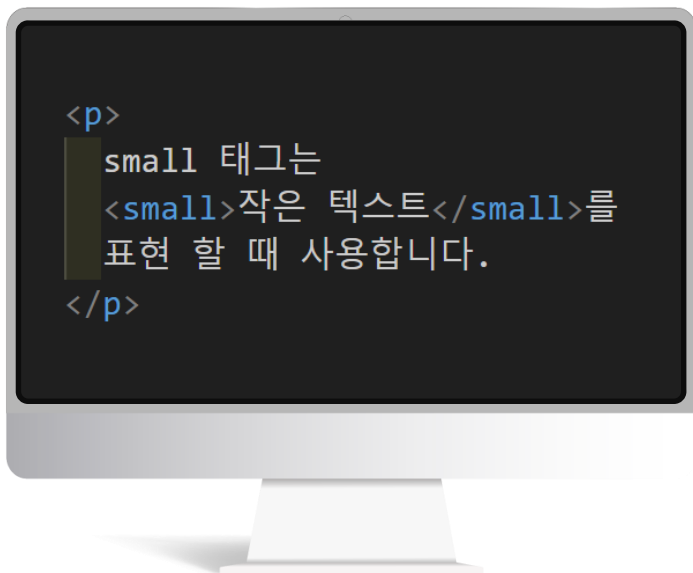 <p>
small 태그는
<small>작은 텍스트</small>를
표현 할 때 사용합니다.
</p>